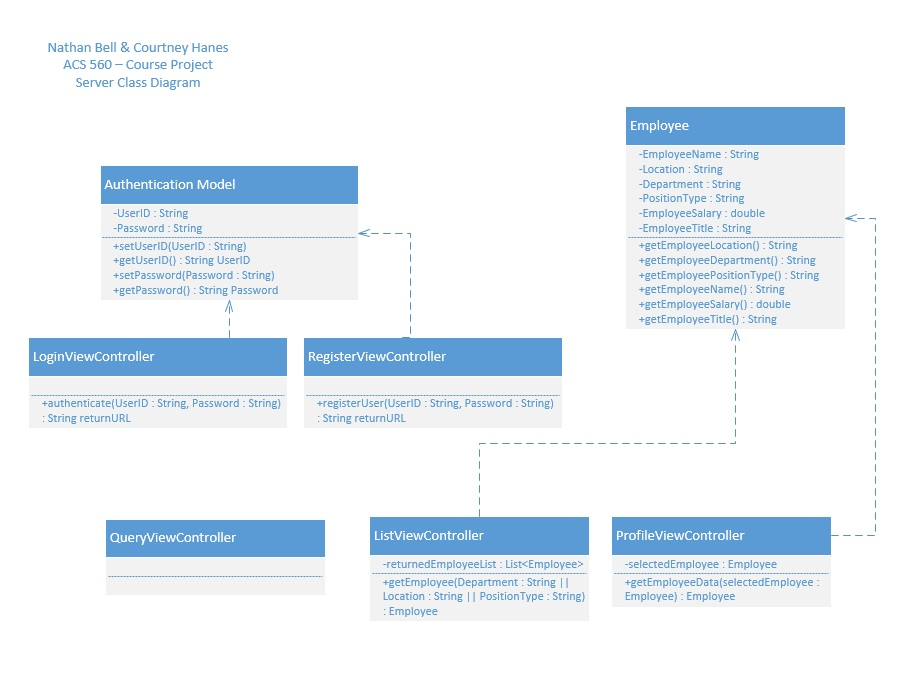 Nathan Bell & Courtney Hanes
ACS 560 – Course Project
Server Class Diagram
Employee
-EmployeeName : String
-Location : String
-Department : String
-PositionType : String
-EmployeeSalary : double
-EmployeeTitle : String
+getEmployeeLocation() : String
+getEmployeeDepartment() : String
+getEmployeePositionType() : String
+getEmployeeName() : String
+getEmployeeSalary() : double
+getEmployeeTitle() : String
Authentication Model
-UserID : String
-Password : String
+setUserID(UserID : String)
+getUserID() : String UserID
+setPassword(Password : String)
+getPassword() : String Password
LoginViewController
+authenticate(UserID : String, Password : String)
: String returnURL
RegisterViewController
+registerUser(UserID : String, Password : String)
: String returnURL
QueryViewController
ListViewController
-returnedEmployeeList : List<Employee>
+getEmployee(Department : String ||
Location : String || PositionType : String)
: Employee
ProfileViewController
-selectedEmployee : Employee
+getEmployeeData(selectedEmployee :
Employee) : Employee